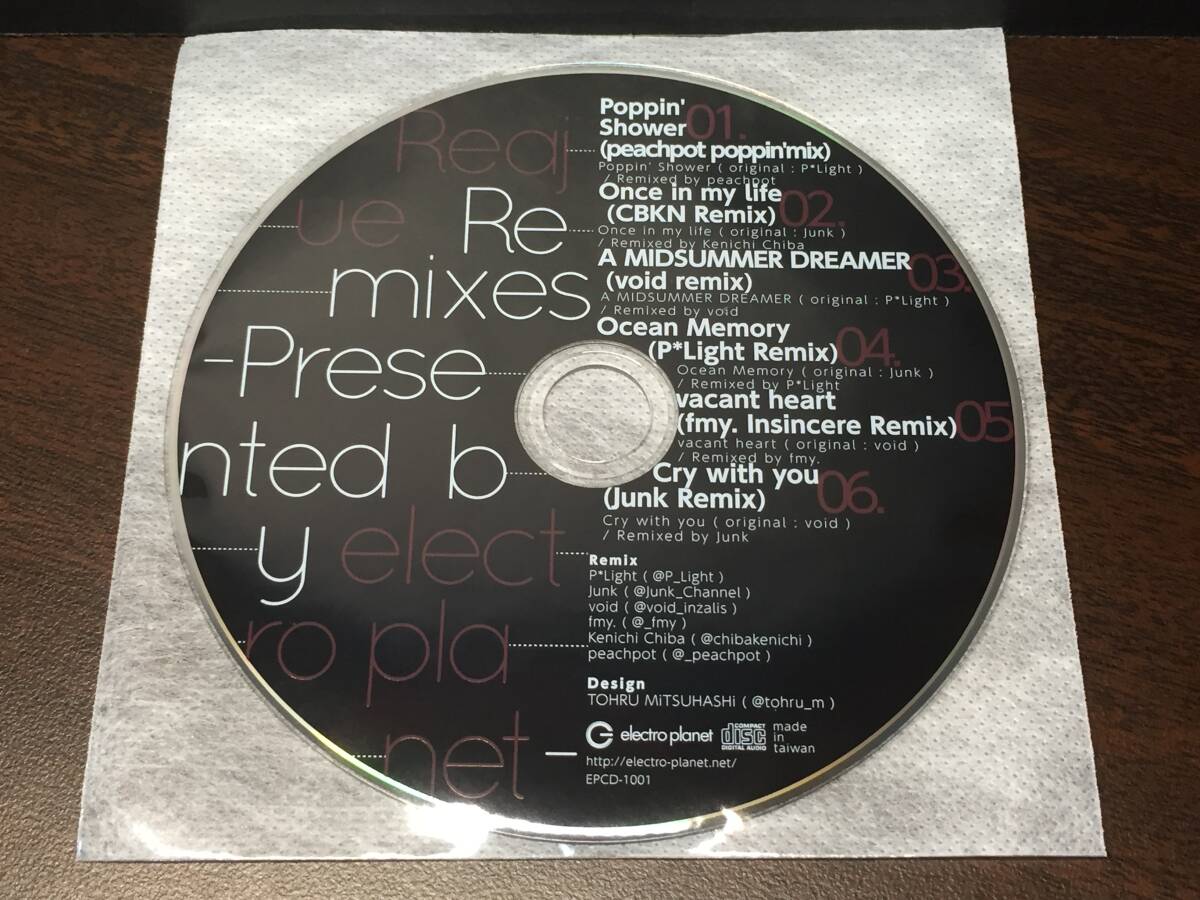 Reaj
ue Re
mixes
-Prese
nted b
y elect
ro pla
net -
Poppin'
Shower 01.
(peachpot poppin'mix)
Poppin' Shower ( original : P*Light )
/ Remixed by peachpot
Once in my life
(CBKN Remix) 02.
Once in my life ( original : Junk )
/ Remixed by Kenichi Chiba
A MIDSUMMER DREAMER 03.
(void remix)
A MIDSUMMER DREAMER ( original : P*Light )
/ Remixed by void
Ocean Memory
(P*Light Remix) 04.
Ocean Memory ( original : Junk )
/ Remixed by P*Light
vacant heart
(fmy. Insincere Remix) 05
vacant heart ( original : void )
/ Remixed by fmy.
Cry with you
(Junk Remix) 06.
Cry with you ( original : void )
/ Remixed by Junk
Remix
P*Light ( @P_Light )
Junk ( @Junk_Channel )
void ( @void_inzalis )
fmy. ( @_fmy )
Kenichi Chiba ( @chibakenichi )
peachpot ( @_peachpot )
Design
TOHRU MiTSUHASHi ( @tohru_m )
electro planet
COMPACT
disc
DIGITAL AUDIO
made
in
taiwan
http://electro-planet.net/
EPCD-1001